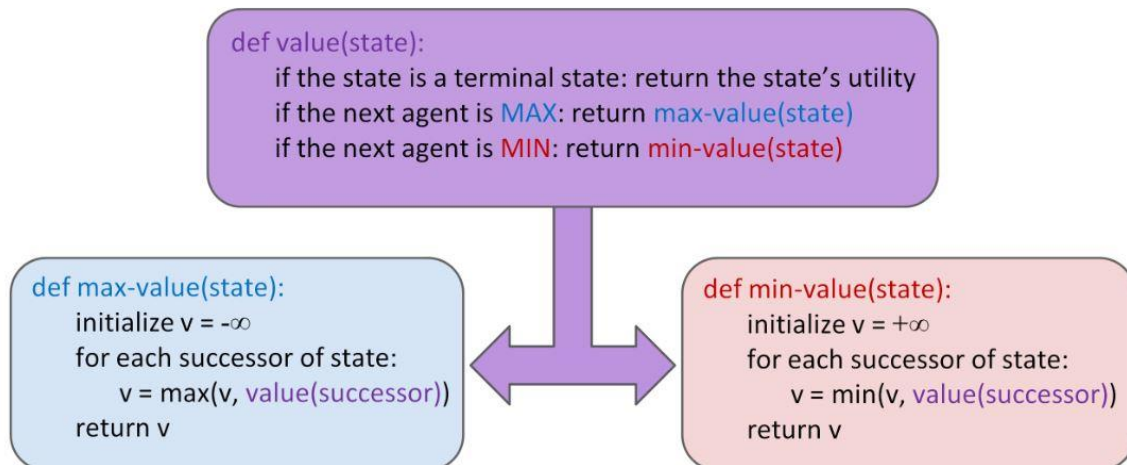 def value(state):
if the state is a terminal state: return the state’s utility
if the next agent is MAX: return max-value(state)
if the next agent is MIN: return min-value(state)
def max-value(state):
initialize v = -∞
for each successor of state:
v = max(v, value(successor))
return v
def min-value(state):
initialize v = +∞
for each successor of state:
v = min(v, value(successor))
return v